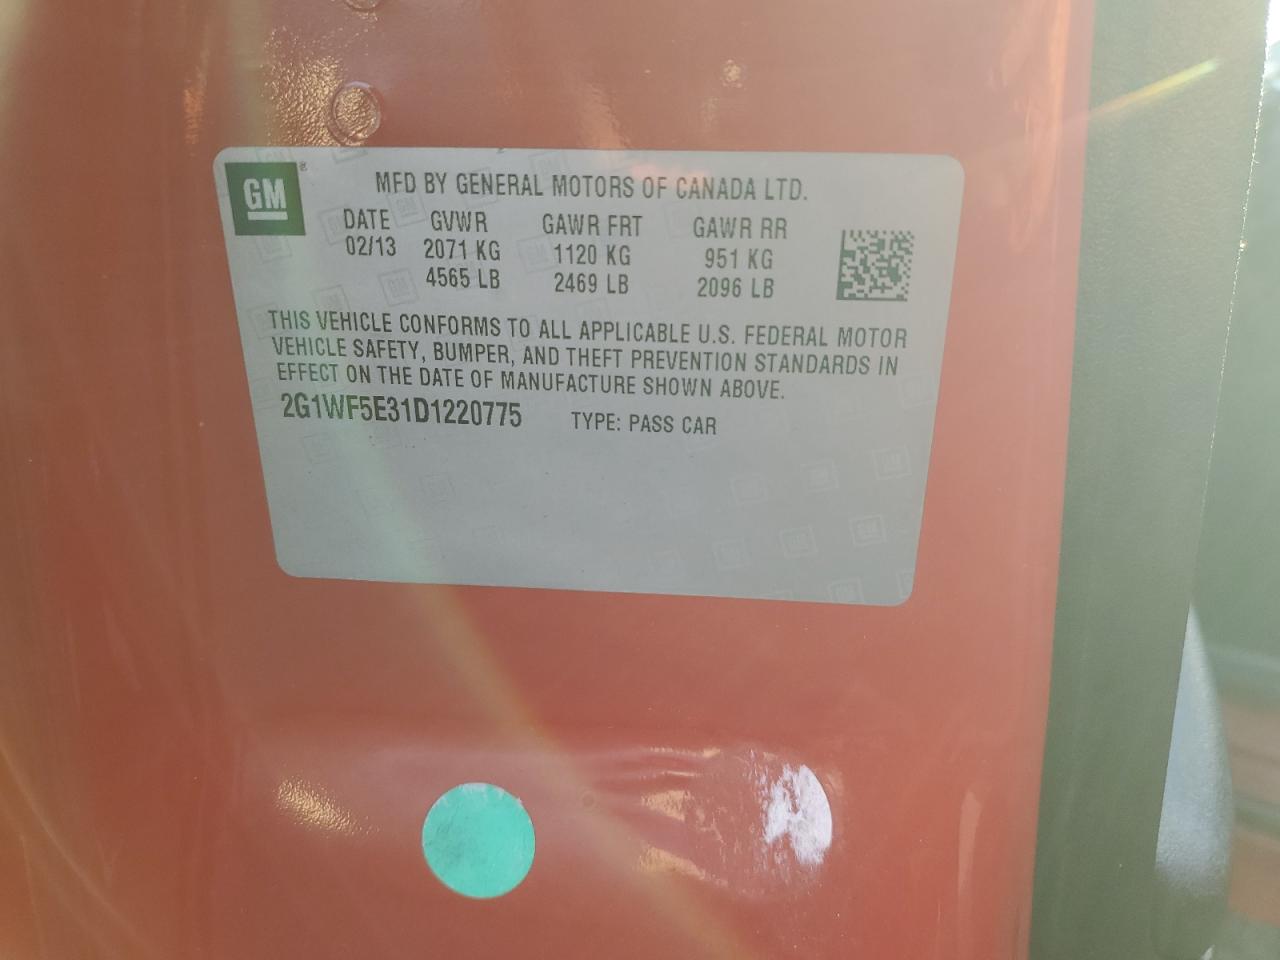 GM
MFD BY GENERAL MOTORS OF CANADA LTD.
DATE GVWR GAWR FRT GAWR RR
02/13 2071 KG 1120 KG 951 KG
4565 LB 2469 LB 2096 LB
THIS VEHICLE CONFORMS TO ALL APPLICABLE U.S. FEDERAL MOTOR
VEHICLE SAFETY, BUMPER, AND THEFT PREVENTION STANDARDS IN
EFFECT ON THE DATE OF MANUFACTURE SHOWN ABOVE.
2G1WF5E31D1220775 TYPE: PASS CAR